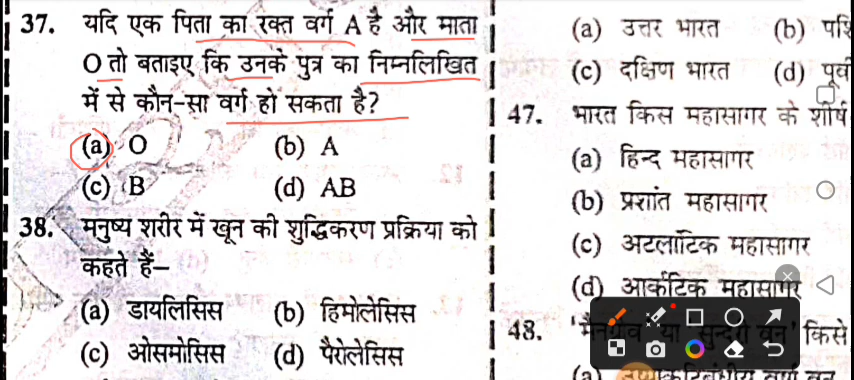 37. यदि एक पिता का रक्त वर्ग A है और माता
O तो बताइए कि उनके पुत्र का निम्नलिखित
में से कौन-सा वर्ग हो सकता है?
(a) O (b) A
(c) B (d) AB
38. मनुष्य शरीर में खून की शुद्धिकरण प्रक्रिया को
कहते हैं–
(a) डायलिसिस (b) हिमोलेसिस
(c) ओसमोसिस (d) पैरोलेसिस
(a) उत्तर भारत (b)
(c) दक्षिण भारत (d)
47. भारत किस महासागर के शीर्ष
(a) हिन्द महासागर
(b) प्रशांत महासागर
(c) अटलांटिक महासागर
(d) आर्कटिक महासागर
48. या किसे
(a)